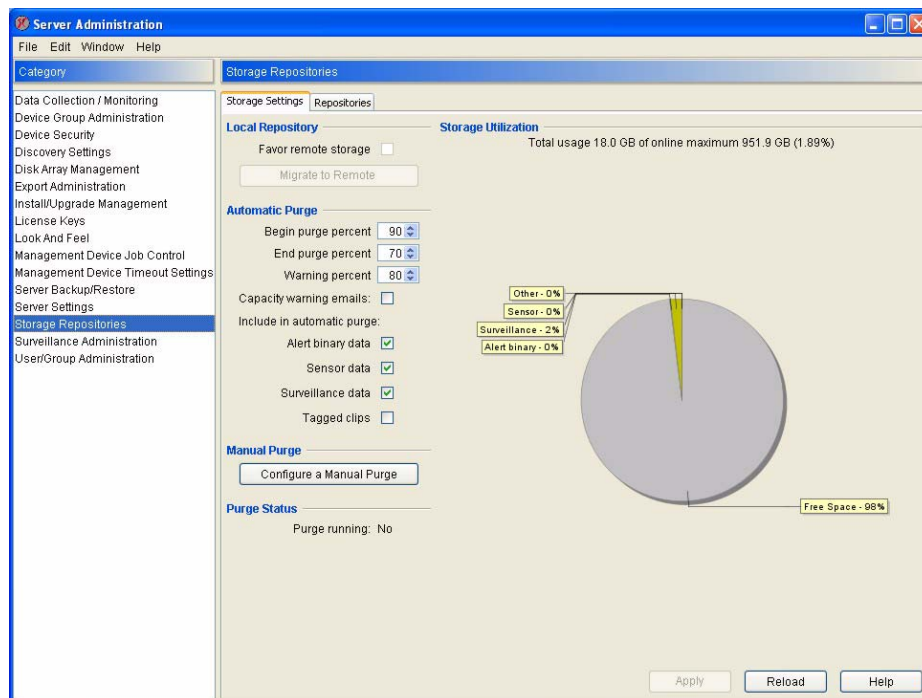 Server Administration
File Edit Window Help
Category
Storage Repositories
Data Collection / Monitoring
Device Group Administration
Device Security
Discovery Settings
Disk Array Management
Export Administration
Install/Upgrade Management
License Keys
Look And Feel
Management Device Job Control
Management Device Timeout Settings
Server Backup/Restore
Server Settings
Storage Repositories
Surveillance Administration
User/Group Administration
Storage Settings Repositories
Local Repository
Favor remote storage
Migrate to Remote
Automatic Purge
Begin purge percent 90
End purge percent 70
Warning percent 80
Capacity warning emails:
Include in automatic purge:
Alert binary data
Sensor data
Surveillance data
Tagged clips
Manual Purge
Configure a Manual Purge
Purge Status
Purge running: No
Storage Utilization
Total usage 18.0 GB of online maximum 951.9 GB (1.89%)
Other - 0%
Sensor - 0%
Surveillance - 2%
Alert binary - 0%
Free Space - 98%
Apply Reload Help